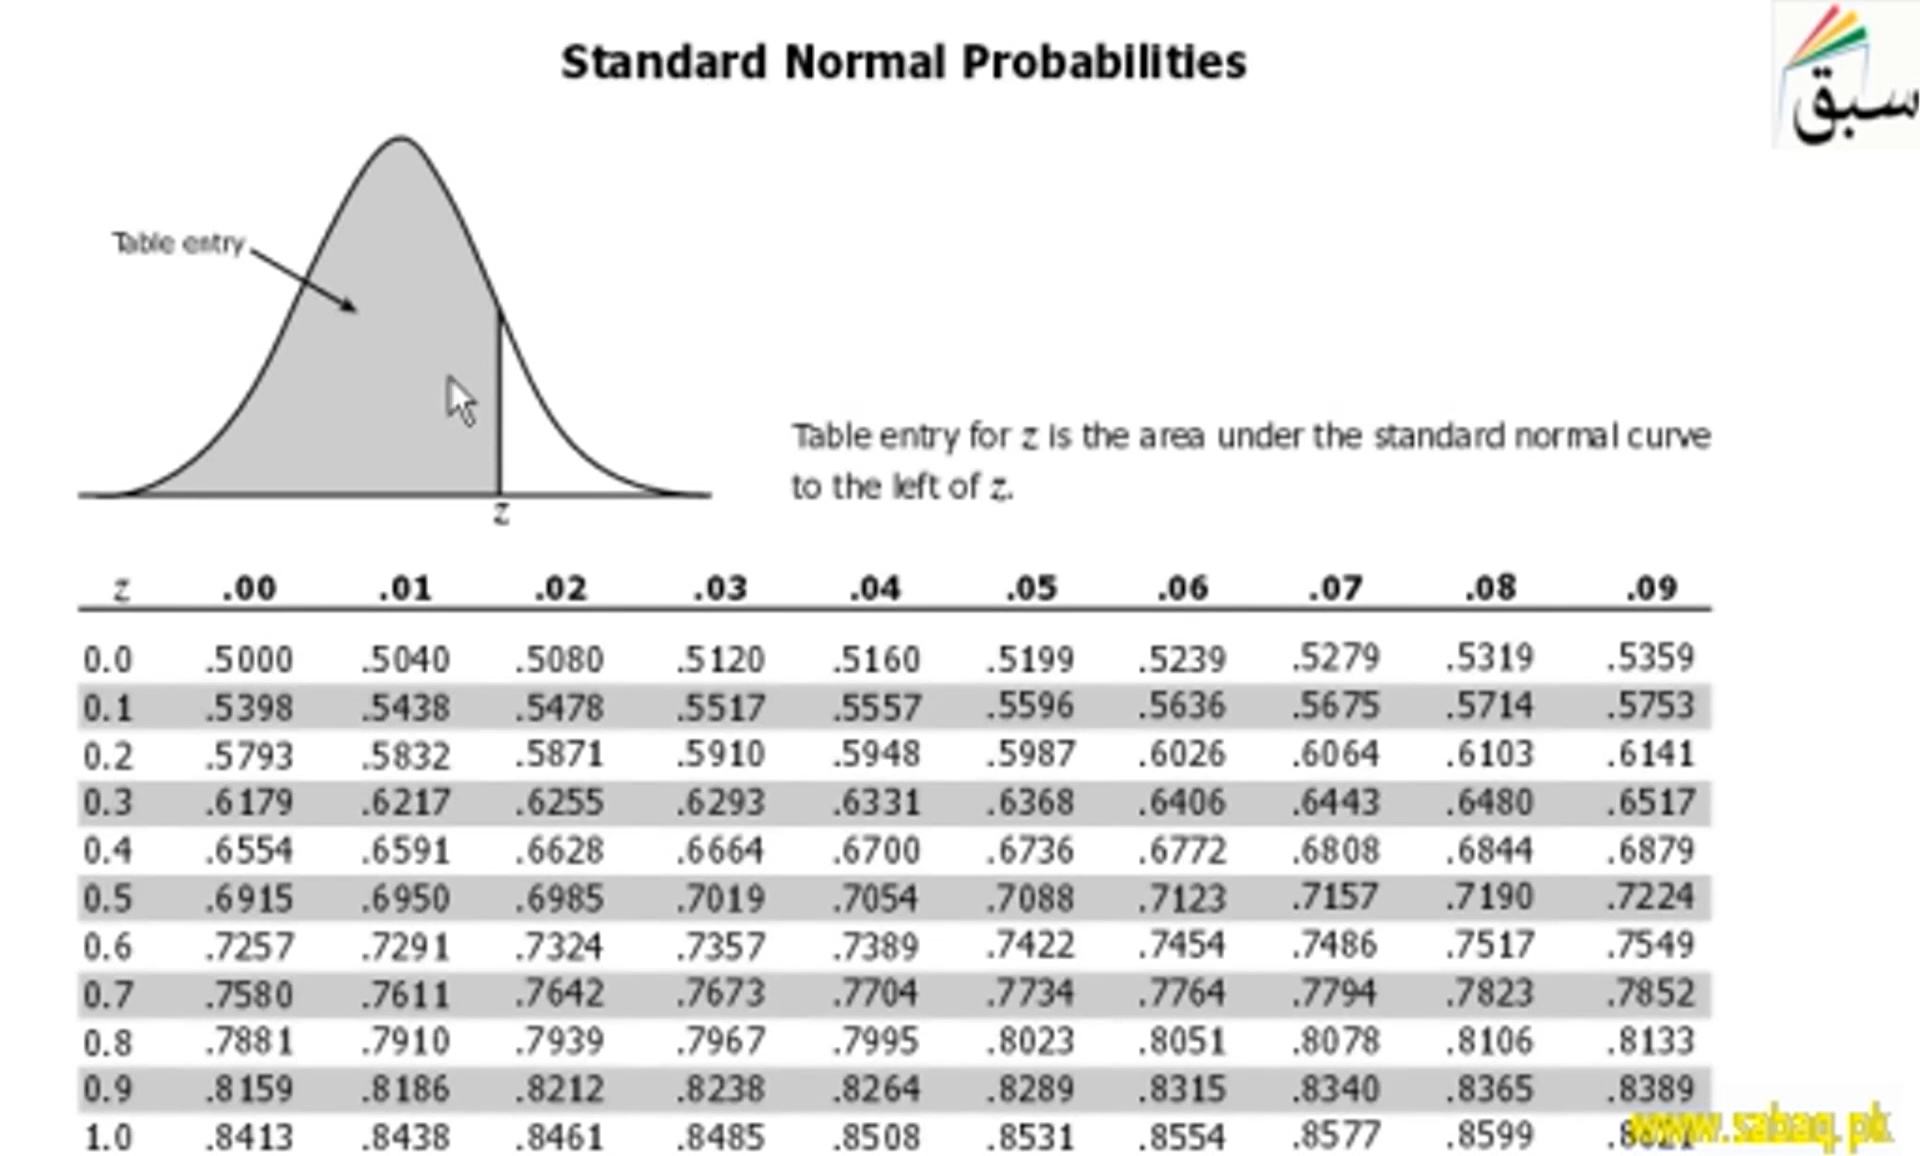 Standard Normal Probabilities
سبق
Table entry
Table entry for z is the area under the standard normal curve
to the left of z.
z
z .00 .01 .02 .03 .04 .05 .06 .07 .08 .09
0.0 .5000 .5040 .5080 .5120 .5160 .5199 .5239 .5279 .5319 .5359
0.1 .5398 .5438 .5478 .5517 .5557 .5596 .5636 .5675 .5714 .5753
0.2 .5793 .5832 .5871 .5910 .5948 .5987 .6026 .6064 .6103 .6141
0.3 .6179 .6217 .6255 .6293 .6331 .6368 .6406 .6443 .6480 .6517
0.4 .6554 .6591 .6628 .6664 .6700 .6736 .6772 .6808 .6844 .6879
0.5 .6915 .6950 .6985 .7019 .7054 .7088 .7123 .7157 .7190 .7224
0.6 .7257 .7291 .7324 .7357 .7389 .7422 .7454 .7486 .7517 .7549
0.7 .7580 .7611 .7642 .7673 .7704 .7734 .7764 .7794 .7823 .7852
0.8 .7881 .7910 .7939 .7967 .7995 .8023 .8051 .8078 .8106 .8133
0.9 .8159 .8186 .8212 .8238 .8264 .8289 .8315 .8340 .8365 .8389
1.0 .8413 .8438 .8461 .8485 .8508 .8531 .8554 .8577 .8599
www.sabaq.pk